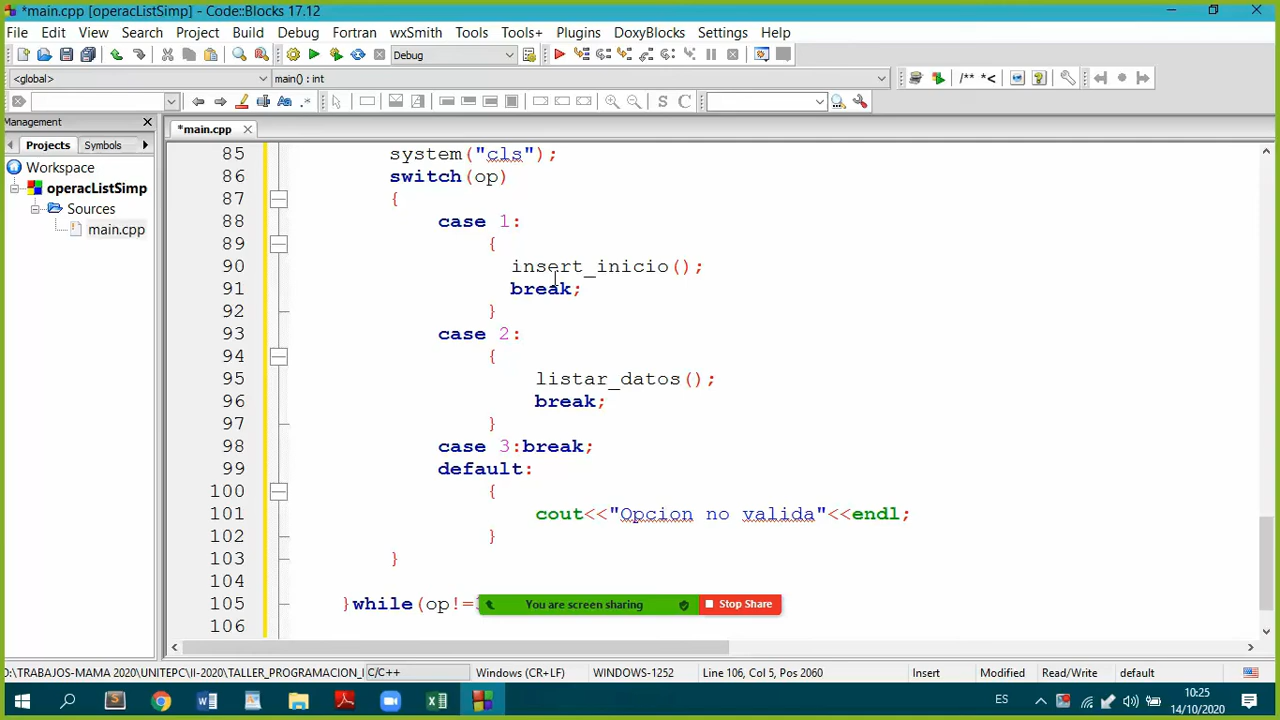 *main.cpp [operacListSimp] - Code::Blocks 17.12
File Edit View Search Project Build Debug Fortran wxSmith Tools Tools+ Plugins DoxyBlocks Settings Help
Debug
<global> main() : int /** *<
Aa .* S C
Management
*main.cpp
Projects Symbols
Workspace
operacListSimp
Sources
main.cpp
85 system("cls");
86 switch(op)
87 {
88 case 1:
89 {
90 insert_inicio();
91 break;
92 }
93 case 2:
94 {
95 listar_datos();
96 break;
97 }
98 case 3:break;
99 default:
100 {
101 cout<<"Opcion no valida"<<endl;
102 }
103 }
104
105 }while(op!=
106
You are screen sharing Stop Share
D:\TRABAJOS-MAMA 2020\UNITEPC\II-2020\TALLER_PROGRAMACION_I C/C++ Windows (CR+LF) WINDOWS-1252 Line 106, Col 5, Pos 2060 Insert Modified Read/Write default
ES
10:25
14/10/2020